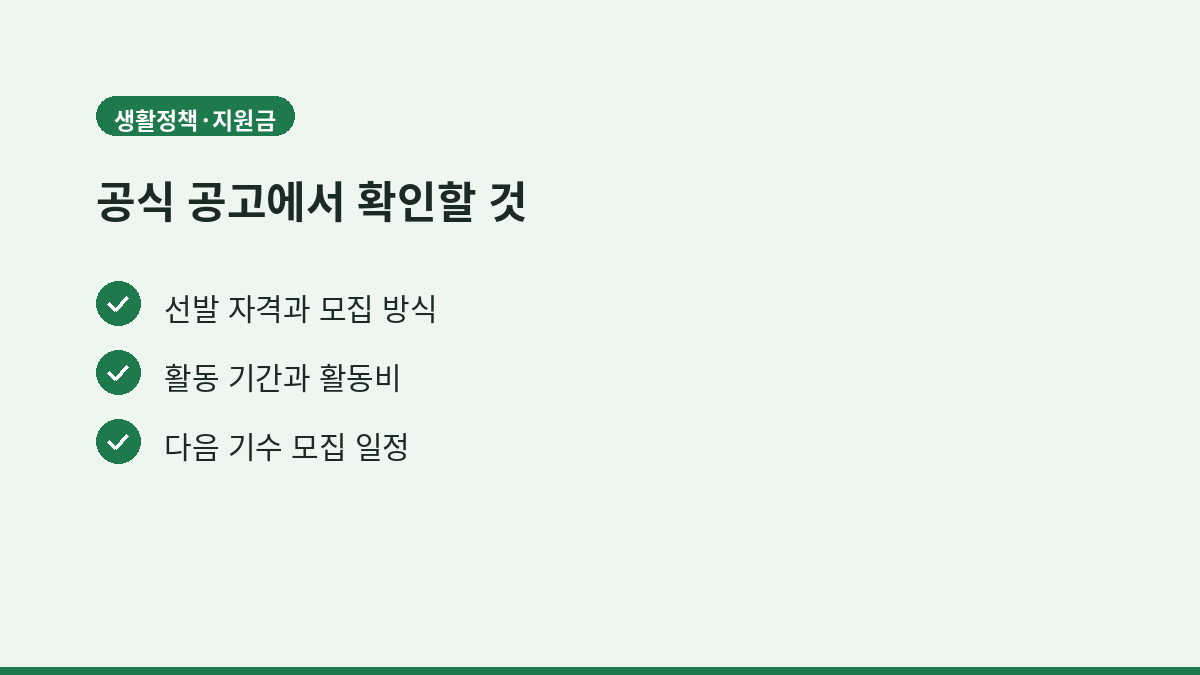 생활정책·지원금
공식 공고에서 확인할 것
선발 자격과 모집 방식
활동 기간과 활동비
다음 기수 모집 일정